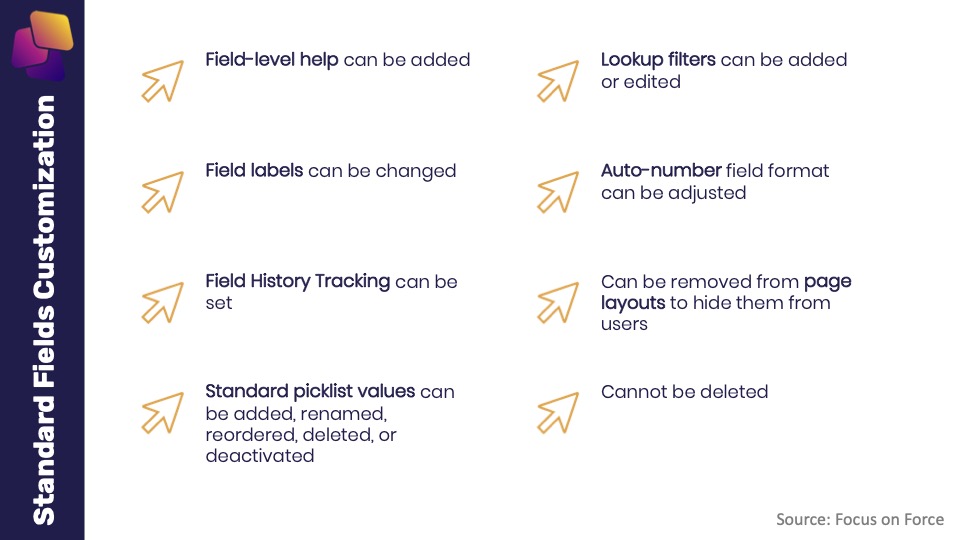 Standard Fields Customization
Field-level help can be added
Field labels can be changed
Field History Tracking can be
set
Standard picklist values can
be added, renamed,
reordered, deleted, or
deactivated
Lookup filters can be added
or edited
Auto-number field format
can be adjusted
Can be removed from page
layouts to hide them from
users
Cannot be deleted
Source: Focus on Force